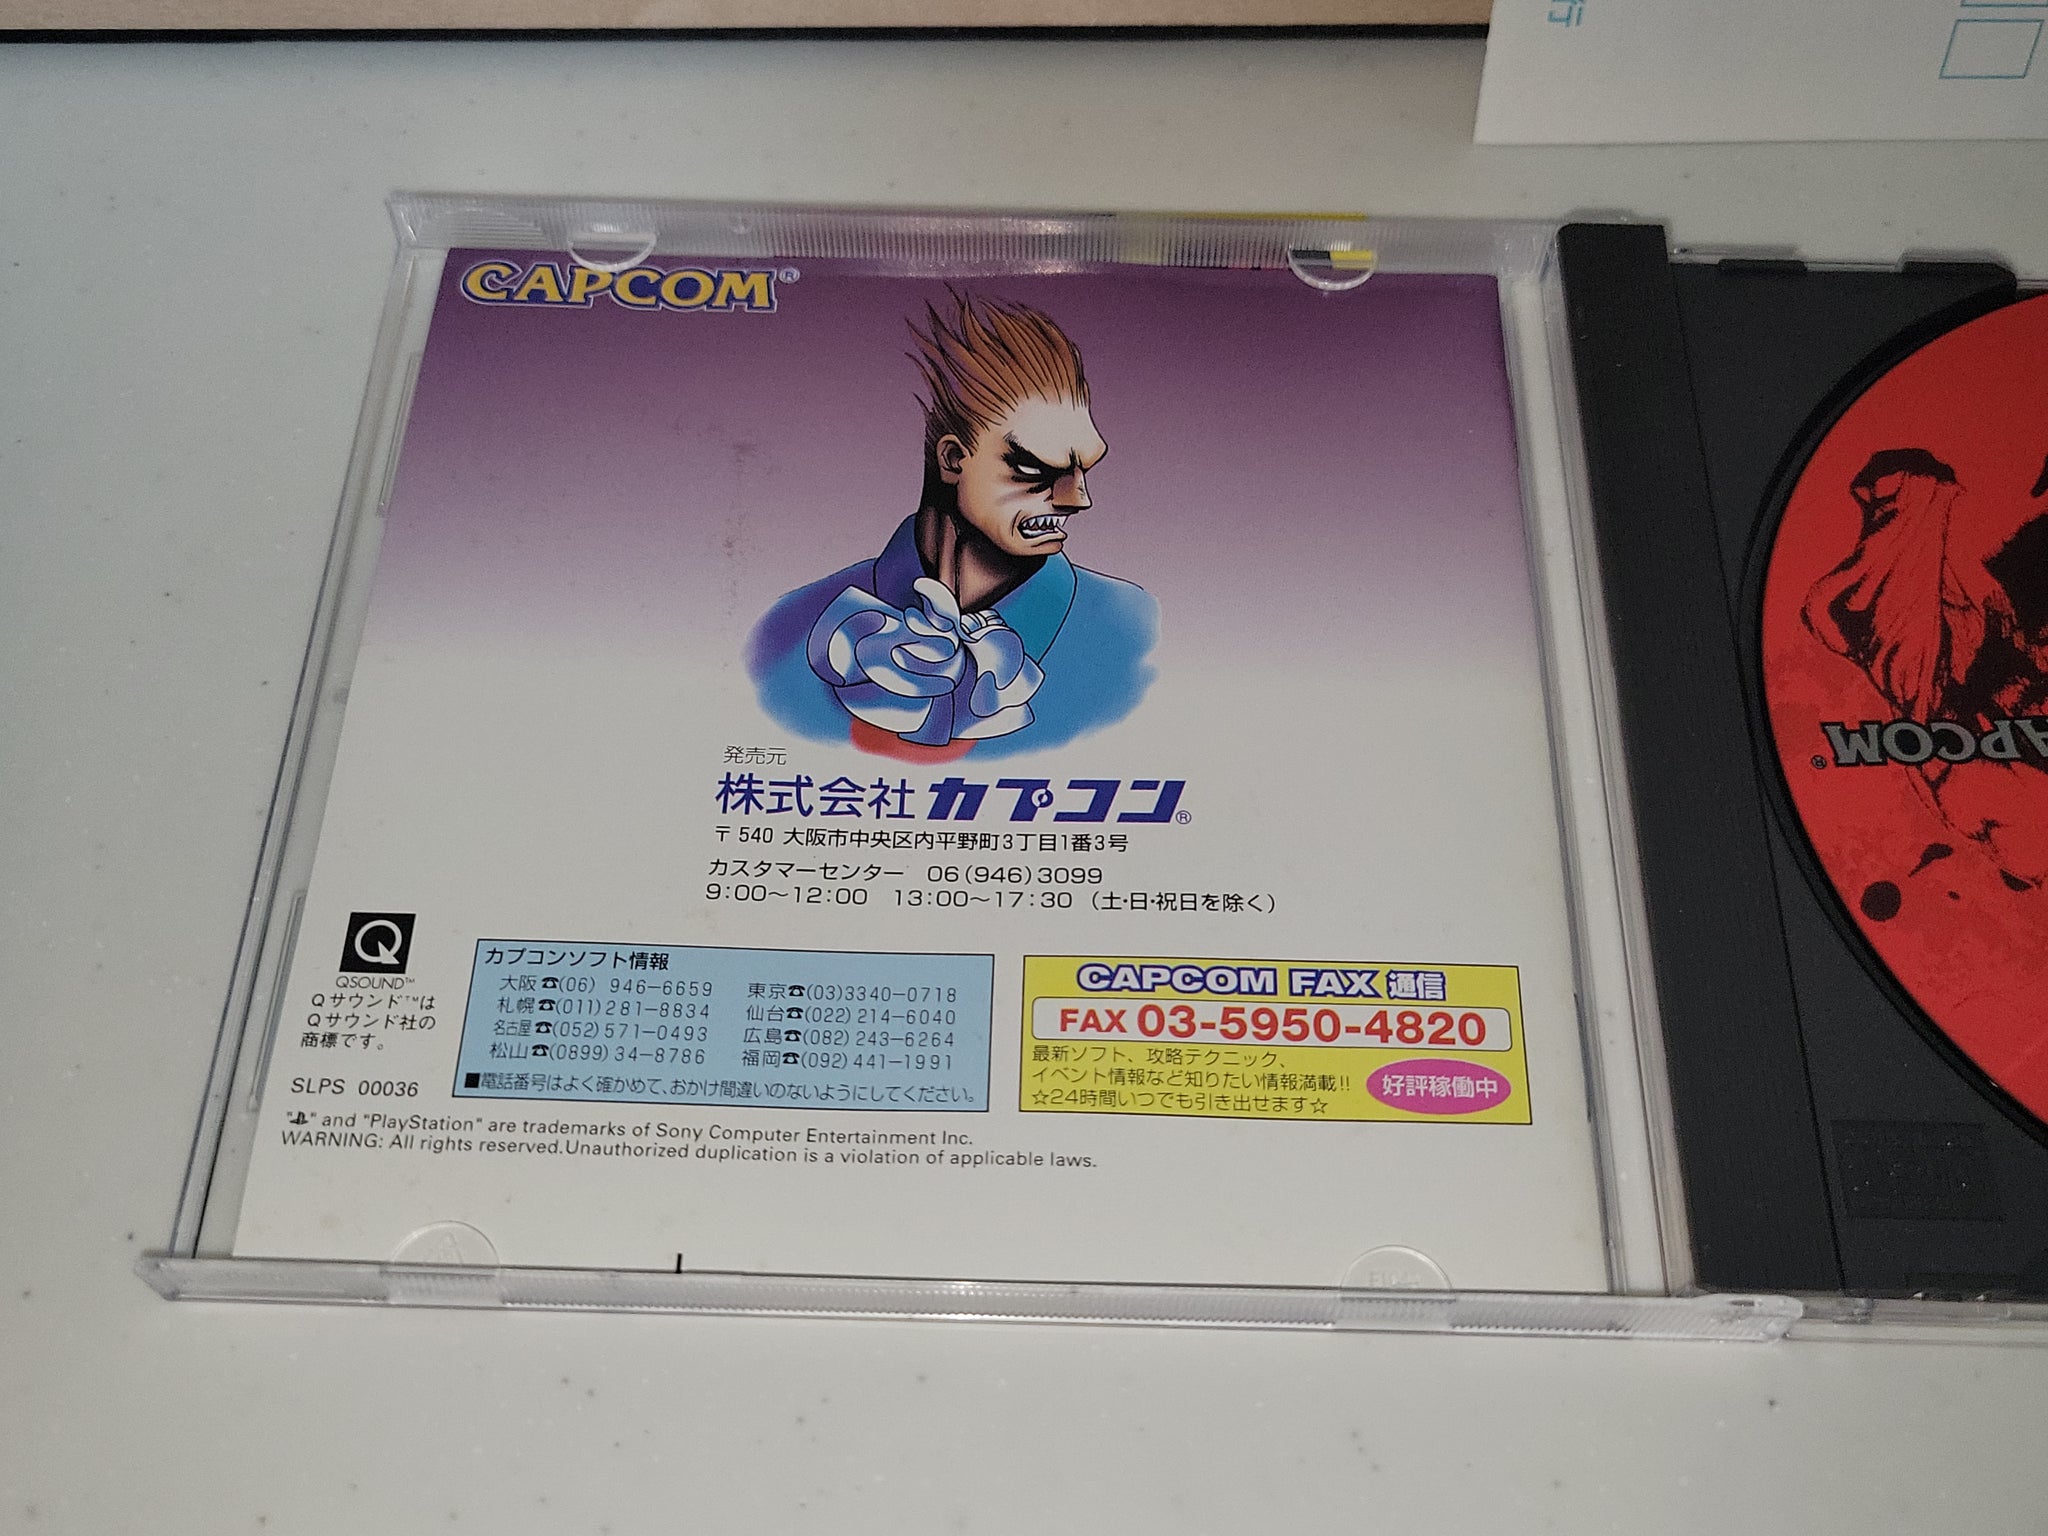 行
CAPCOM®
発売元
株式会社カプコン®
〒540 大阪市中央区内平野町3丁目1番3号
カスタマーセンター 06(946)3099
9:00～12:00 13:00～17:30 (土・日・祝日を除く)
Q
QSOUND™
Qサウンド™は
Qサウンド社の
商標です。
SLPS 00036
カプコンソフト情報
大阪☎(06) 946-6659 東京☎(03)3340-0718
札幌☎(011)281-8834 仙台☎(022)214-6040
名古屋☎(052)571-0493 広島☎(082)243-6264
松山☎(0899)34-8786 福岡☎(092)441-1991
■電話番号はよく確かめて、おかけ間違いのないようにしてください。
CAPCOM FAX 通信
FAX 03-5950-4820
最新ソフト、攻略テクニック、
イベント情報など知りたい情報満載!!
☆24時間いつでも引き出せます☆
好評稼働中
" " and "PlayStation" are trademarks of Sony Computer Entertainment Inc.
WARNING: All rights reserved.Unauthorized duplication is a violation of applicable laws.
CAPCOM®